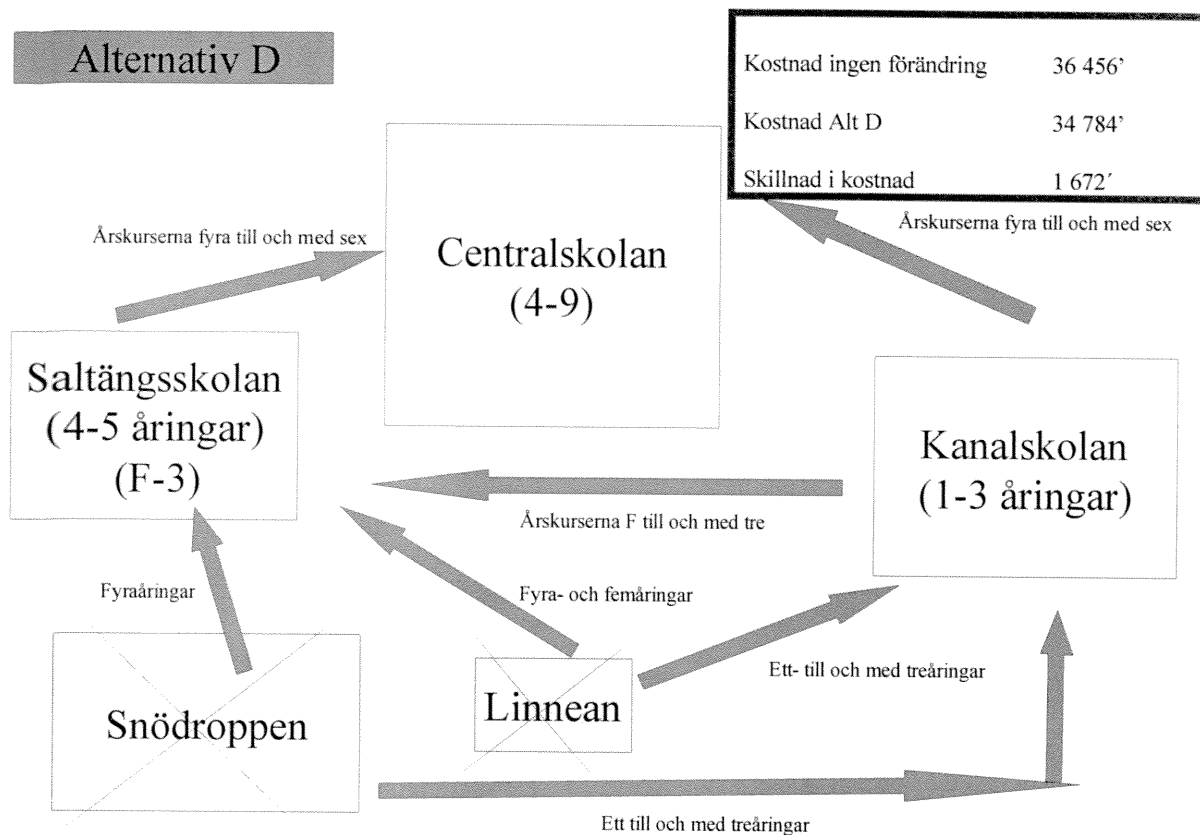 Alternativ D
Kostnad ingen förändring 36 456’
Kostnad Alt D 34 784’
Skillnad i kostnad 1 672´
Årskurserna fyra till och med sex
Årskurserna fyra till och med sex
Centralskolan
(4-9)
Saltängsskolan
(4-5 åringar)
(F-3)
Kanalskolan
(1-3 åringar)
Årskurserna F till och med tre
Fyraåringar
Fyra- och femåringar
Ett- till och med treåringar
Snödroppen
Linnean
Ett till och med treåringar